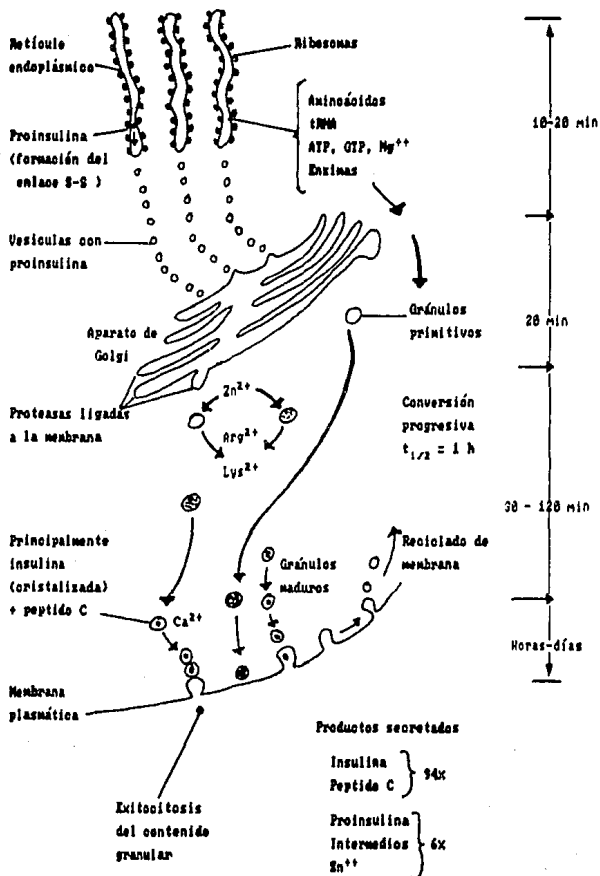 Retículo
endoplásmico
Ribosomas
Aminoácidos
tRNA
ATP, GTP, Mg⁺⁺
Enzimas
10-20 min
Proinsulina
(formación del
enlace S-S )
Vesículas con
proinsulina
Aparato de
Golgi
Gránulos
primitivos
20 min
Proteasas ligadas
a la membrana
Zn²⁺
Arg²⁺
Lys²⁺
Conversión
progresiva
t₁/₂ = 1 h
30 - 120 min
Principalmente
insulina
(cristalizada)
+ peptido C
Ca²⁺
Gránulos
maduros
Reciclado de
membrana
Horas-días
Membrana
plasmática
Exitocitosis
del contenido
granular
Productos secretados
Insulina
Peptido C
94%
Proinsulina
Intermedios
Zn⁺⁺
6%